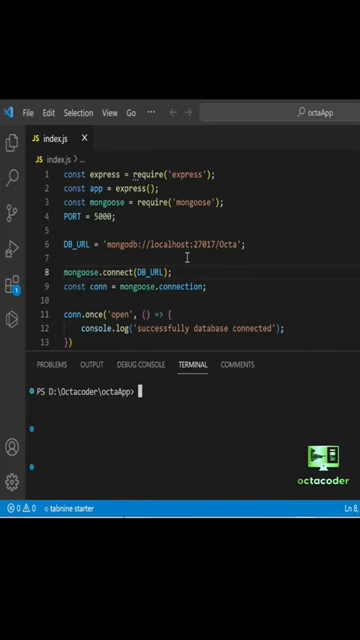 File Edit View Go ... octaApp
JS index.js ×
JS index.js > ...
1 const express = require('express');
2 const app = express();
3 const mongoose = require('mongoose');
4 PORT = 5000;
5
6 DB_URL = 'mongodb://localhost:27017/Octa';
7
8 mongoose.connect(DB_URL);
9 const conn = mongoose.connection;
10
11 conn.once('open', () => {
12 console.log('successfully database connected');
13 })
PROBLEMS OUTPUT DEBUG CONSOLE TERMINAL COMMENTS
PS D:\Octacoder\octaApp>
1
octacoder
0 0 tabnine starter Ln 8,